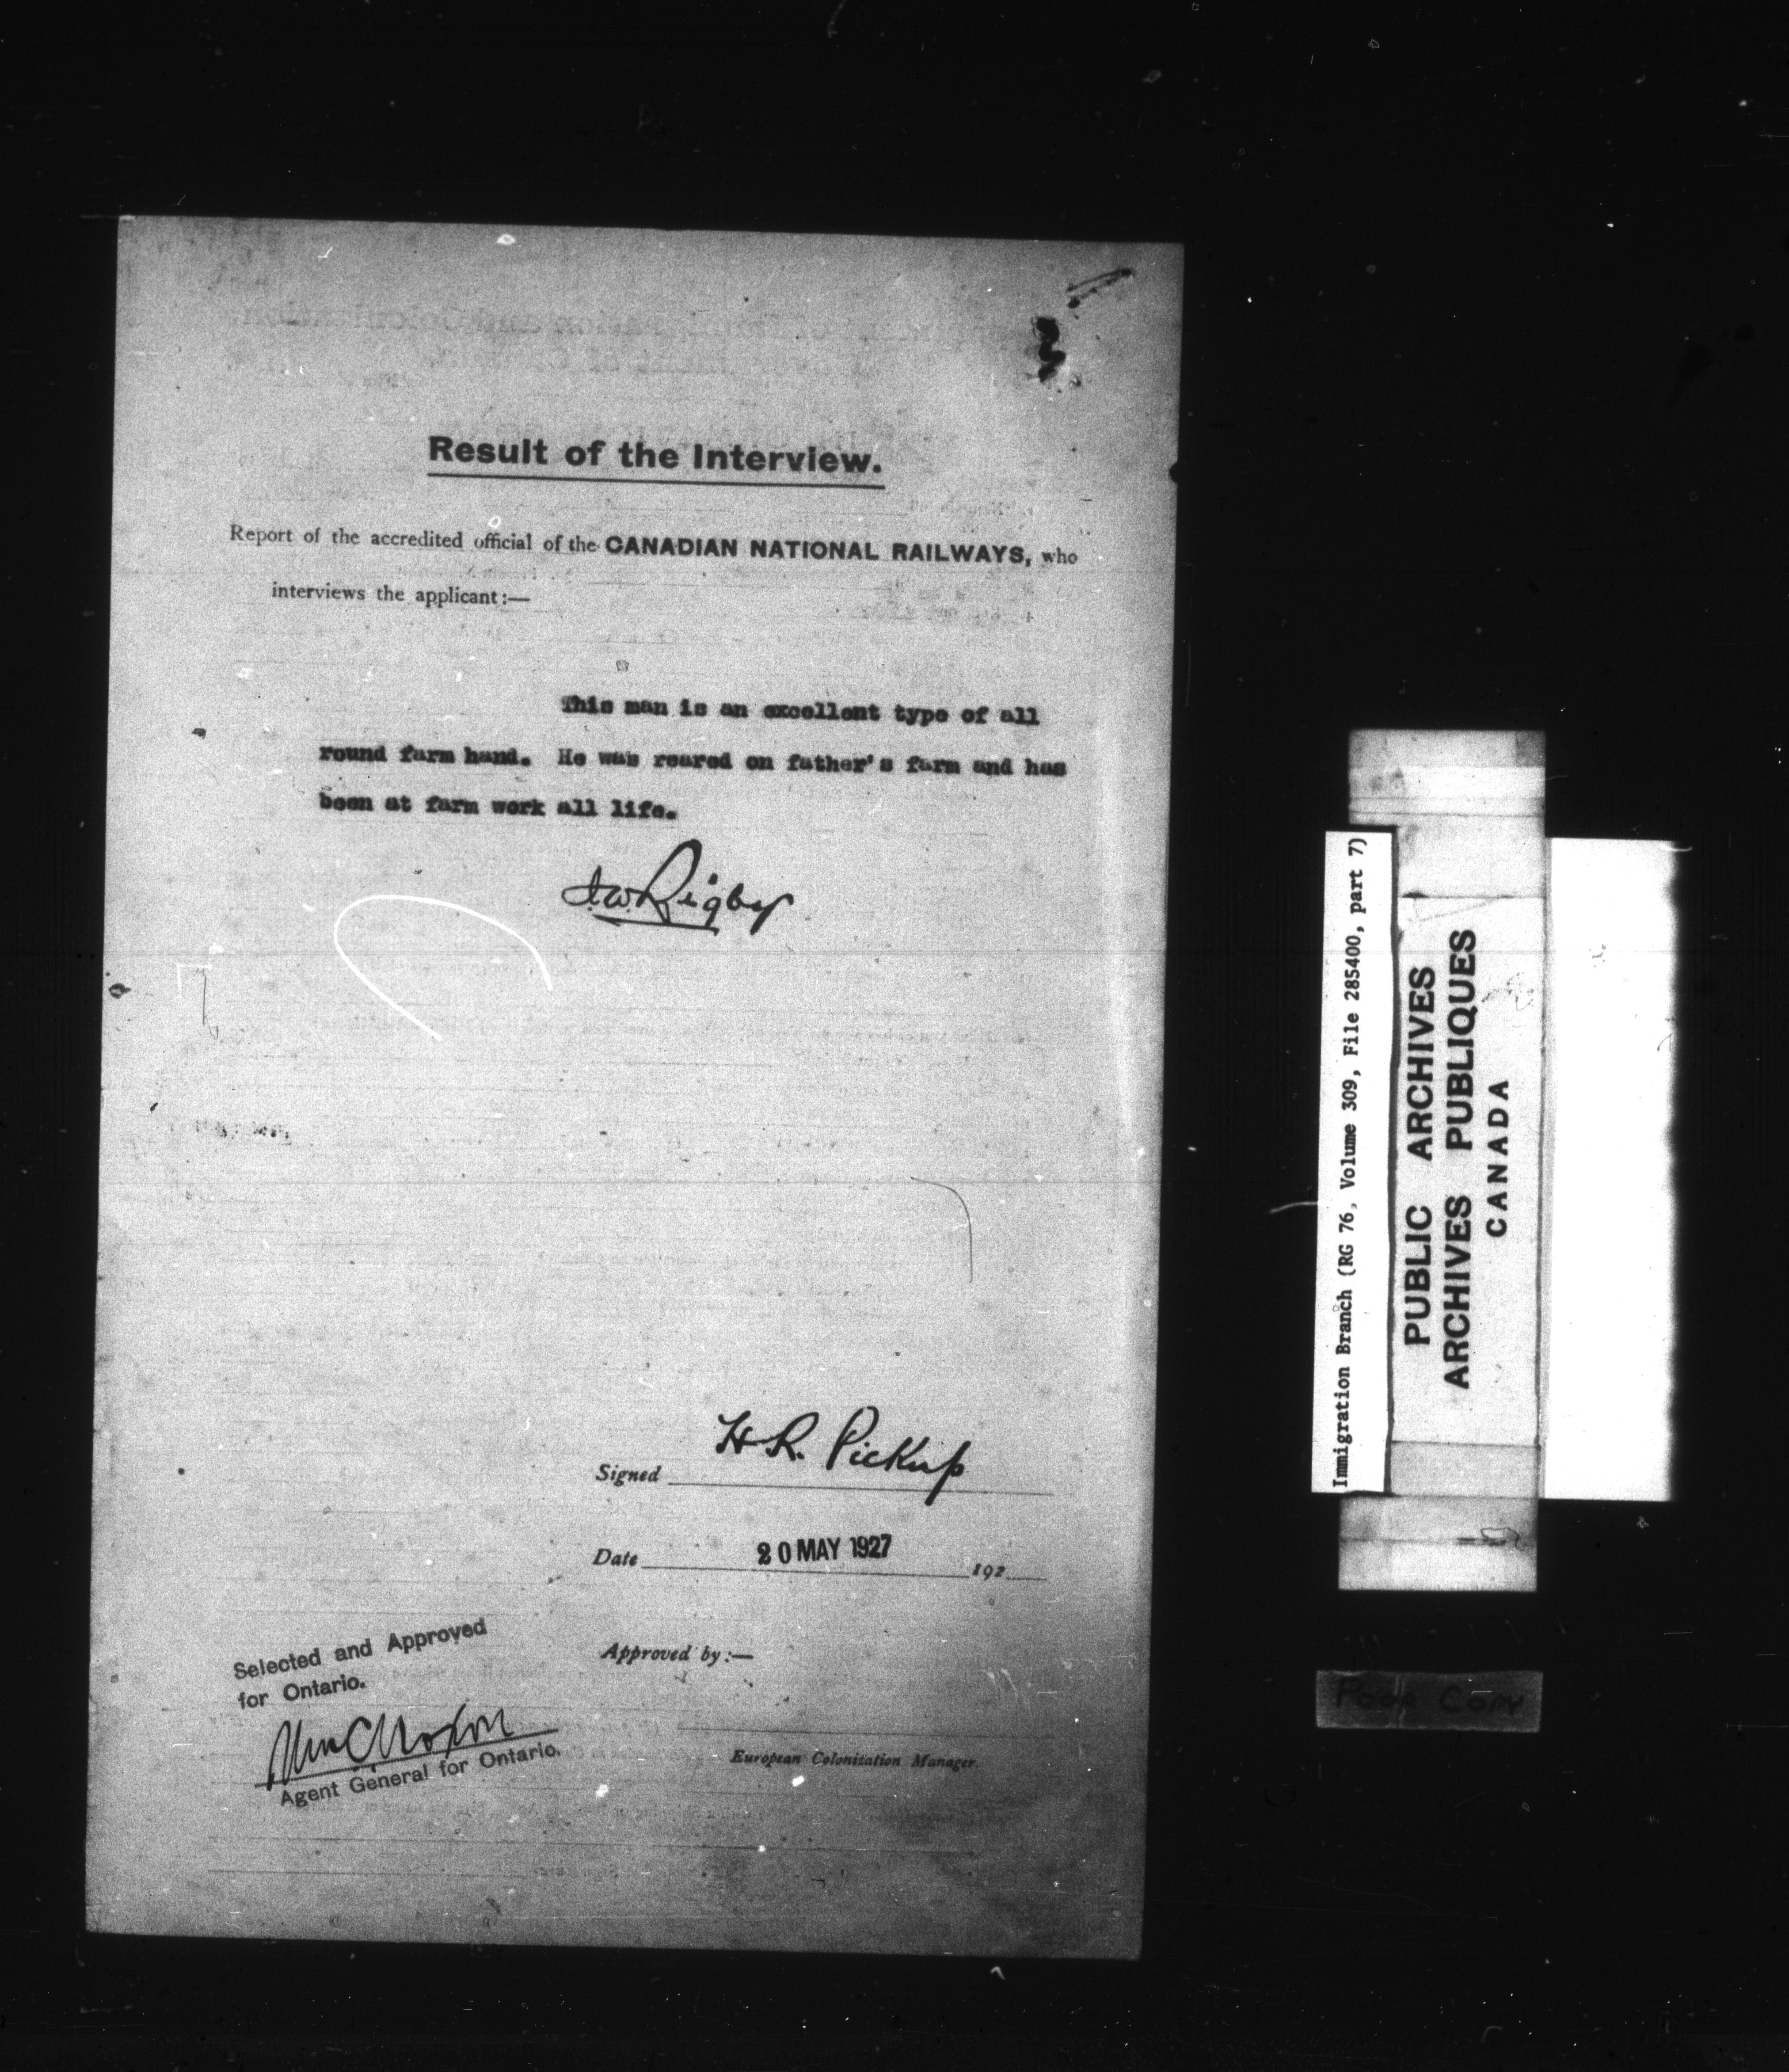 Result of the Interview.
Report of the accredited official of the CANADIAN NATIONAL RAILWAYS, who
interviews the applicant:—
This man is an excellent type of all
round farm hand. He was reared on father's farm and has
been at farm work all life.
Rigby
H R. Pickup
Signed
Date 20 MAY 1927 192
Selected and Approved
for Ontario.
Approved by:—
European Colonization Manager.
Agent General for Ontario.
Immigration Branch (RG 76, Volume 309, File 285400, part 7)
PUBLIC ARCHIVES
ARCHIVES PUBLIQUES
CANADA
Poor Copy